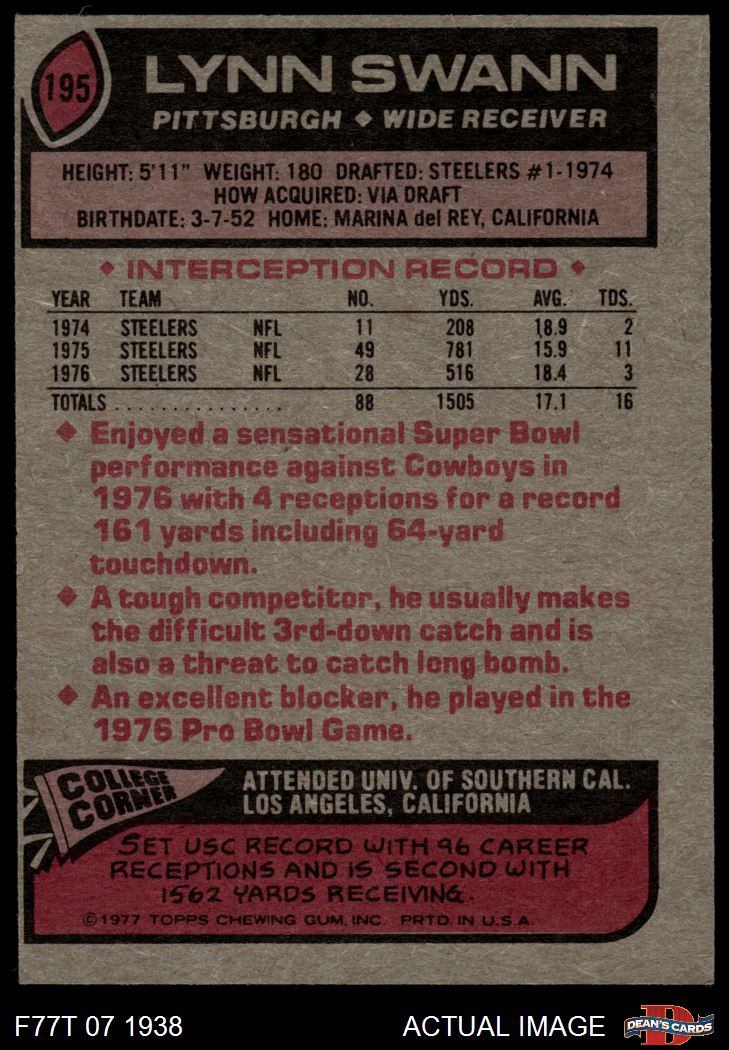 195
LYNN SWANN
PITTSBURGH ◆ WIDE RECEIVER
HEIGHT: 5'11" WEIGHT: 180 DRAFTED: STEELERS #1-1974
HOW ACQUIRED: VIA DRAFT
BIRTHDATE: 3-7-52 HOME: MARINA del REY, CALIFORNIA
◆ INTERCEPTION RECORD ◆
YEAR TEAM NO. YDS. AVG. TDS.
1974 STEELERS NFL 11 208 18.9 2
1975 STEELERS NFL 49 781 15.9 11
1976 STEELERS NFL 28 516 18.4 3
TOTALS . . . . . . . . . . . . . . . 88 1505 17.1 16
◆ Enjoyed a sensational Super Bowl
performance against Cowboys in
1976 with 4 receptions for a record
161 yards including 64-yard
touchdown.
◆ A tough competitor, he usually makes
the difficult 3rd-down catch and is
also a threat to catch long bomb.
◆ An excellent blocker, he played in the
1976 Pro Bowl Game.
COLLEGE
CORNER
ATTENDED UNIV. OF SOUTHERN CAL.
LOS ANGELES, CALIFORNIA
SET USC RECORD WITH 96 CAREER
RECEPTIONS AND IS SECOND WITH
1562 YARDS RECEIVING.
©1977 TOPPS CHEWING GUM, INC. PRTD. IN U.S.A.
F77T 07 1938
ACTUAL IMAGE
D
DEAN'S CARDS